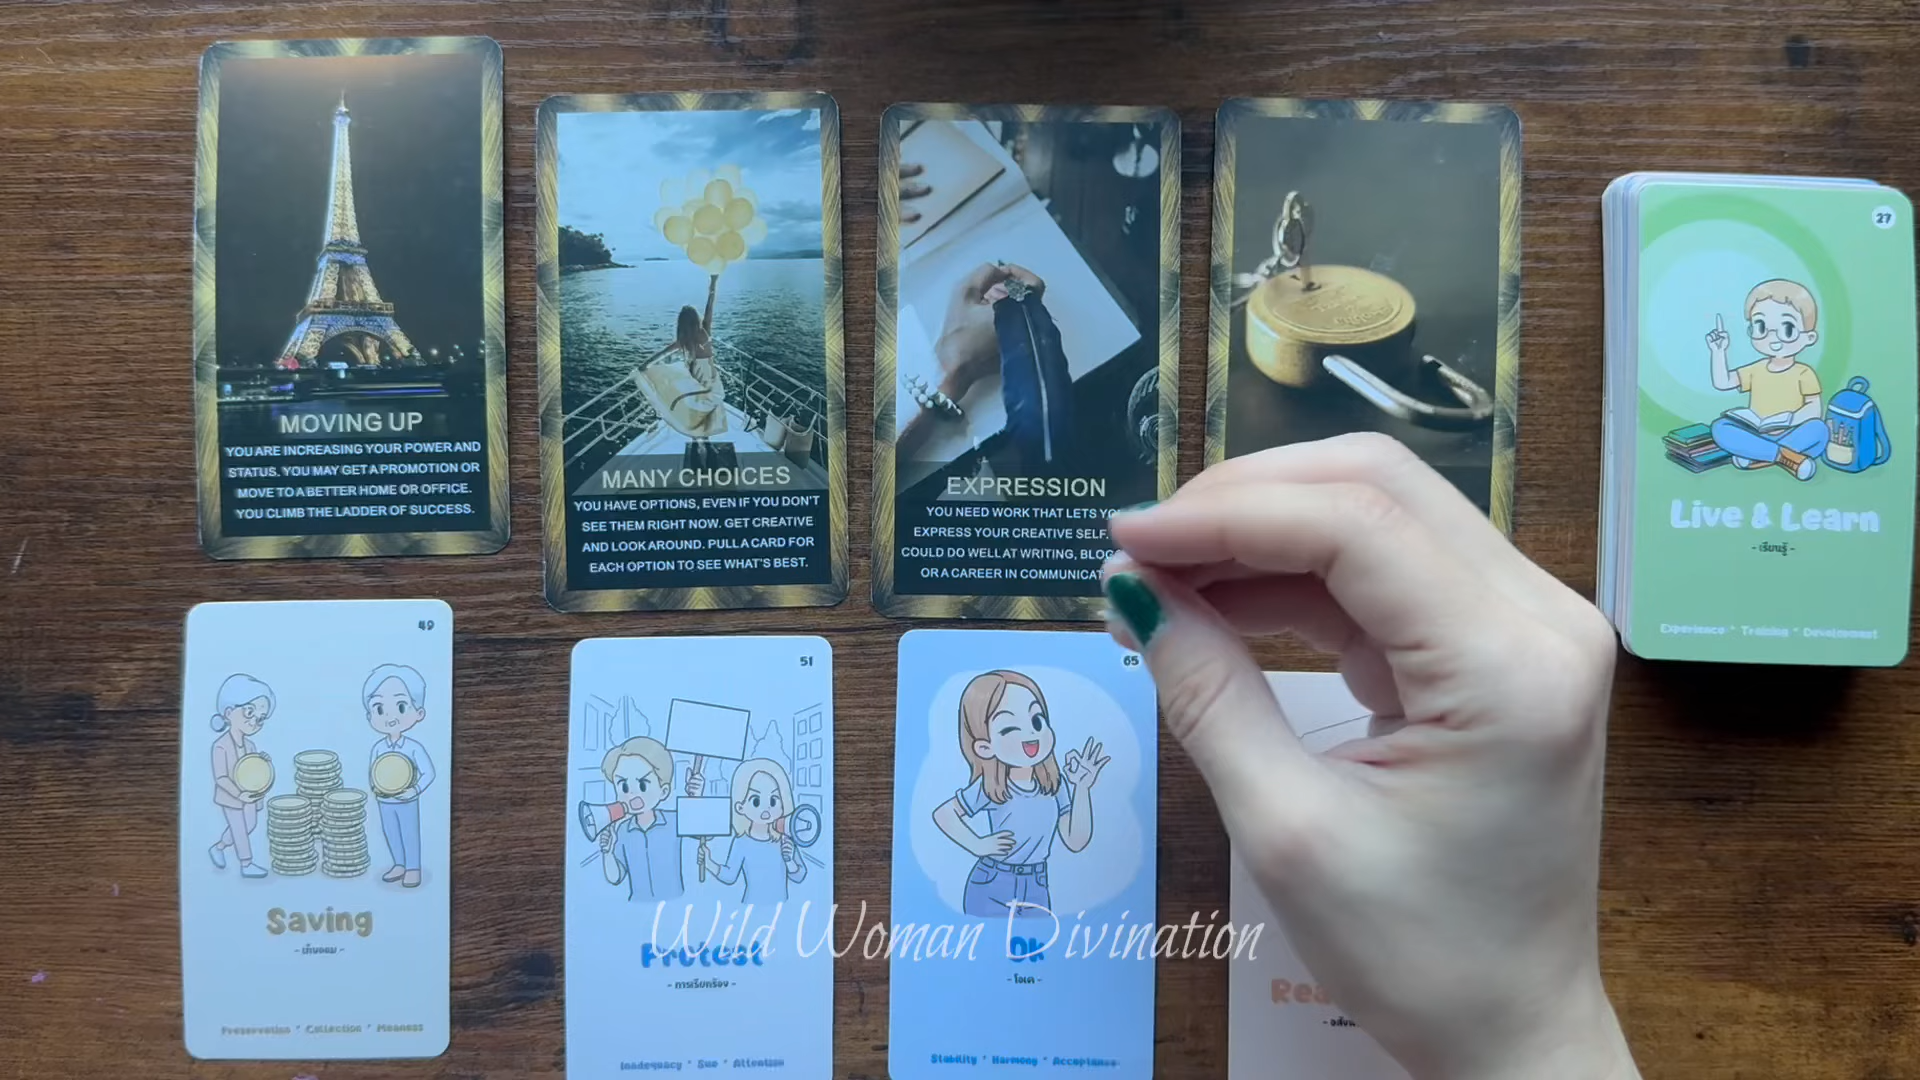 MOVING UP
YOU ARE INCREASING YOUR POWER AND
STATUS. YOU MAY GET A PROMOTION OR
MOVE TO A BETTER HOME OR OFFICE.
YOU CLIMB THE LADDER OF SUCCESS.
MANY CHOICES
YOU HAVE OPTIONS, EVEN IF YOU DON'T
SEE THEM RIGHT NOW. GET CREATIVE
AND LOOK AROUND. PULL A CARD FOR
EACH OPTION TO SEE WHAT'S BEST.
EXPRESSION
YOU NEED WORK THAT LETS
EXPRESS YOUR CREATIVE SELF.
COULD DO WELL AT WRITING,
OR A CAREER IN
27
Live & Learn
- เรียนรู้ -
Experience * Training * Development
49
Saving
- เก็บออม -
Preservation * Collection * Meaness
51
Protest
- การเรียกร้อง -
Inadequacy * Sue * Attention
65
Ok
- โอเค -
Stability * Harmony * Acceptance
Wild Woman Divination